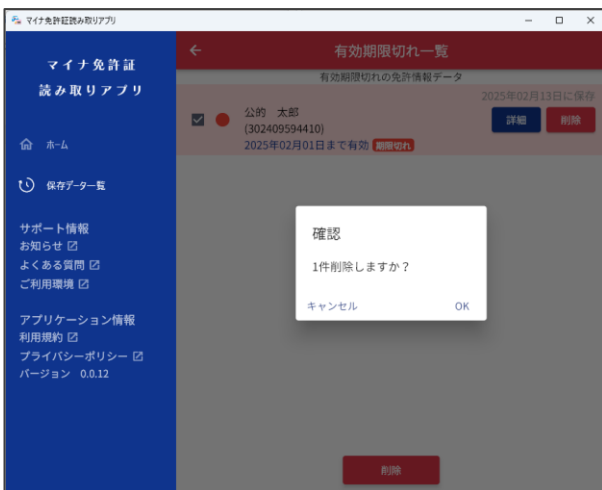 マイナ免許証読み取りアプリ
マイナ免許証
読み取りアプリ
ホーム
保存データ一覧
サポート情報
お知らせ
よくある質問
ご利用環境
アプリケーション情報
利用規約
プライバシーポリシー
バージョン 0.0.12
有効期限切れ一覧
有効期限切れの免許情報データ
2025年02月13日に保存
公的 太郎
(302409594410)
2025年02月01日まで有効 期限切れ
詳細 削除
確認
1件削除しますか？
キャンセル OK
削除